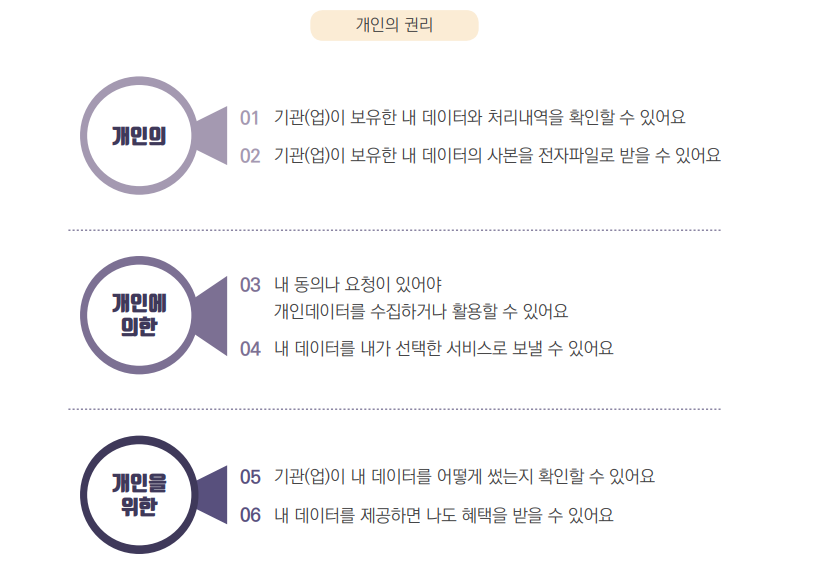 개인의 권리
개인의
01 기관(업)이 보유한 내 데이터와 처리내역을 확인할 수 있어요
02 기관(업)이 보유한 내 데이터의 사본을 전자파일로 받을 수 있어요
개인에
의한
03 내 동의나 요청이 있어야
개인데이터를 수집하거나 활용할 수 있어요
04 내 데이터를 내가 선택한 서비스로 보낼 수 있어요
개인을
위한
05 기관(업)이 내 데이터를 어떻게 썼는지 확인할 수 있어요
06 내 데이터를 제공하면 나도 혜택을 받을 수 있어요